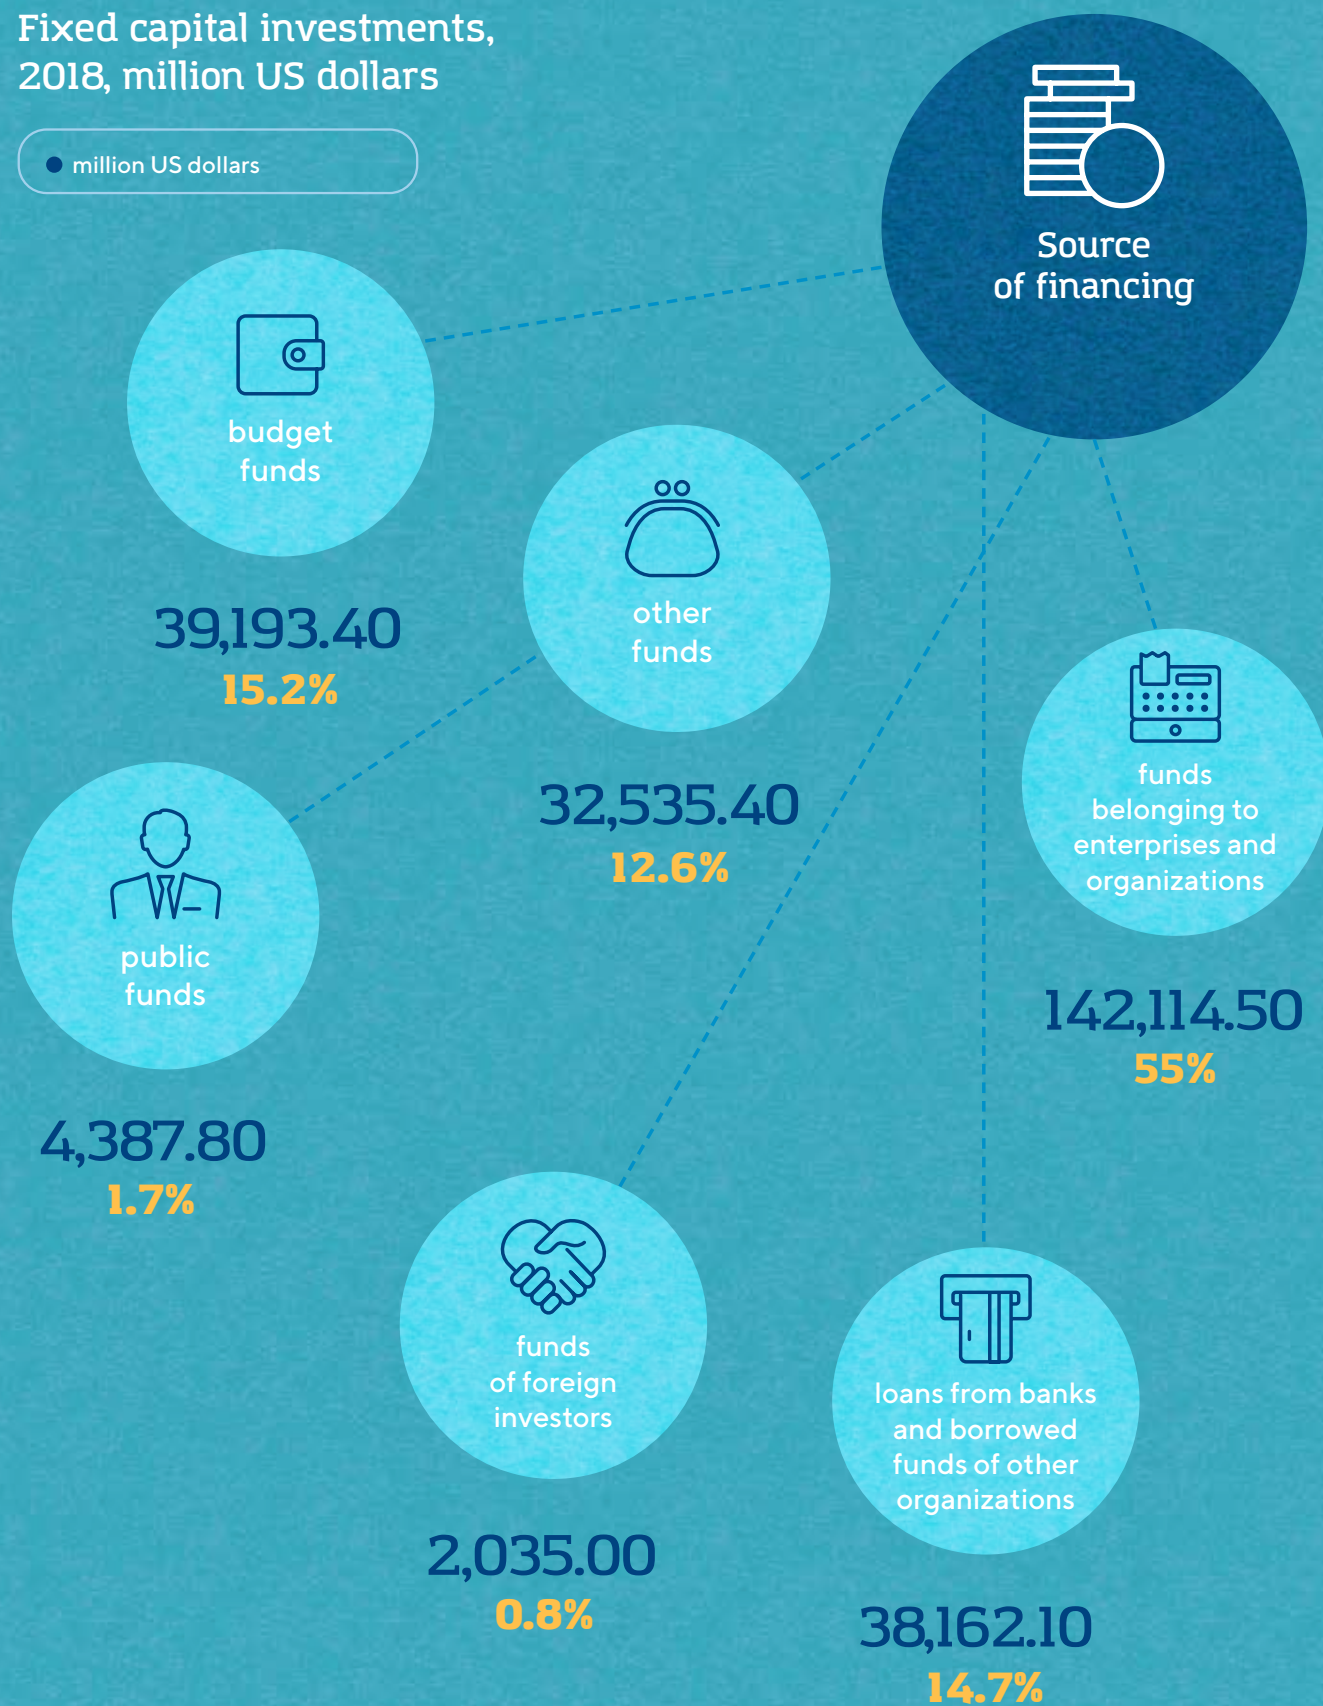 Fixed capital investments,
2018, million US dollars
million US dollars
Source
of financing
budget
funds
39,193.40
15.2%
other
funds
32,535.40
12.6%
funds
belonging to
enterprises and
organizations
142,114.50
55%
public
funds
4,387.80
1.7%
funds
of foreign
investors
2,035.00
0.8%
loans from banks
and borrowed
funds of other
organizations
38,162.10
14.7%